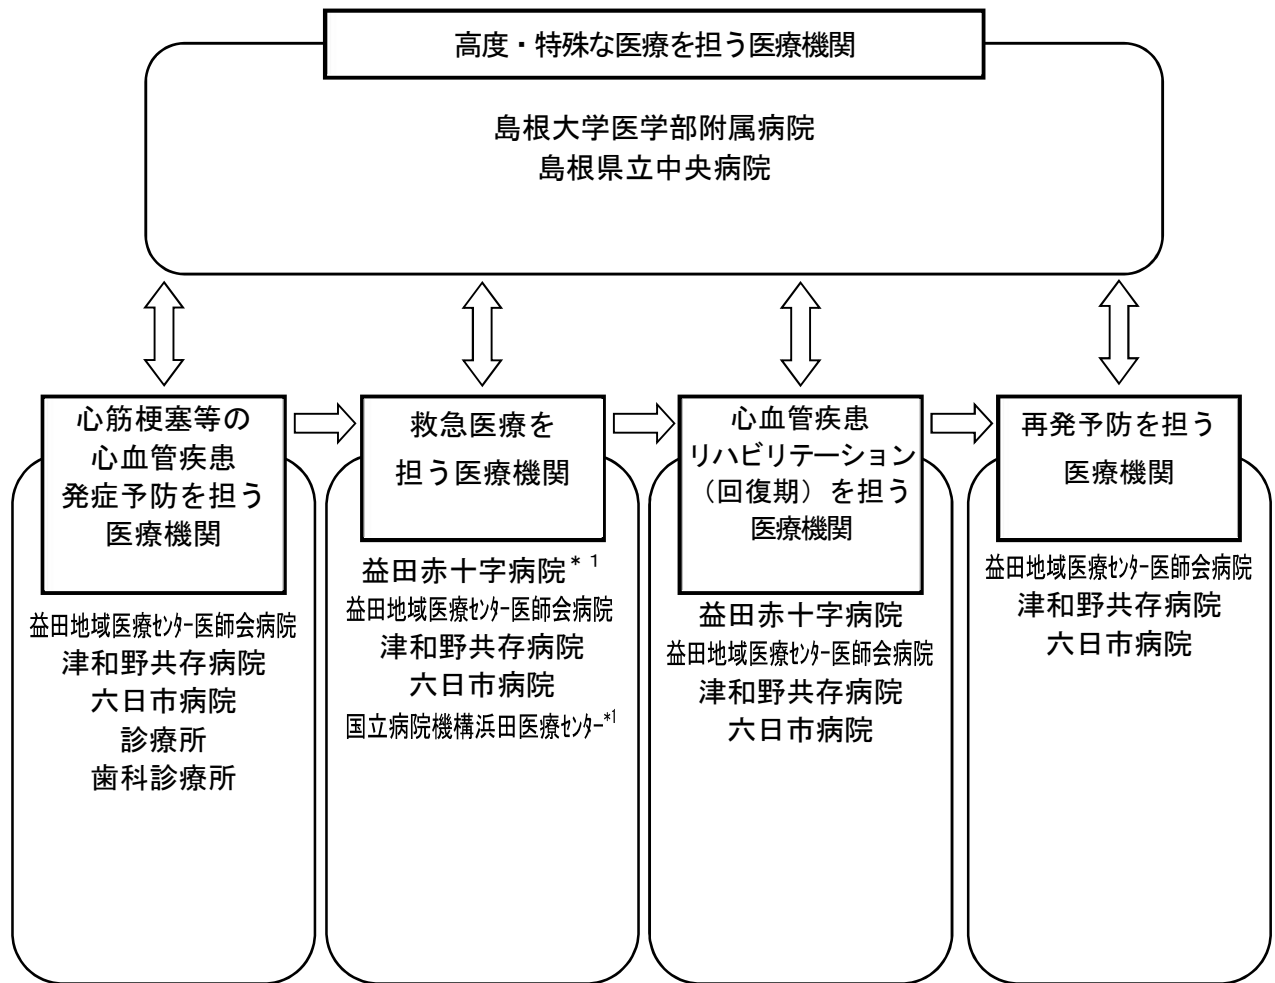 高度・特殊な医療を担う医療機関
島根大学医学部附属病院
島根県立中央病院
心筋梗塞等の
心血管疾患
発症予防を担う
医療機関
益田地域医療ｾﾝﾀｰ医師会病院
津和野共存病院
六日市病院
診療所
歯科診療所
救急医療を
担う医療機関
益田赤十字病院*1
益田地域医療ｾﾝﾀｰ医師会病院
津和野共存病院
六日市病院
国立病院機構浜田医療ｾﾝﾀｰ*1
心血管疾患
リハビリテーション
（回復期）を担う
医療機関
益田赤十字病院
益田地域医療ｾﾝﾀｰ医師会病院
津和野共存病院
六日市病院
再発予防を担う
医療機関
益田地域医療ｾﾝﾀｰ医師会病院
津和野共存病院
六日市病院